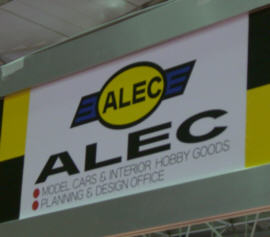 ALEC
ALEC
MODEL CARS & INTERIOR HOBBY GOODS
PLANNING & DESIGN OFFICE